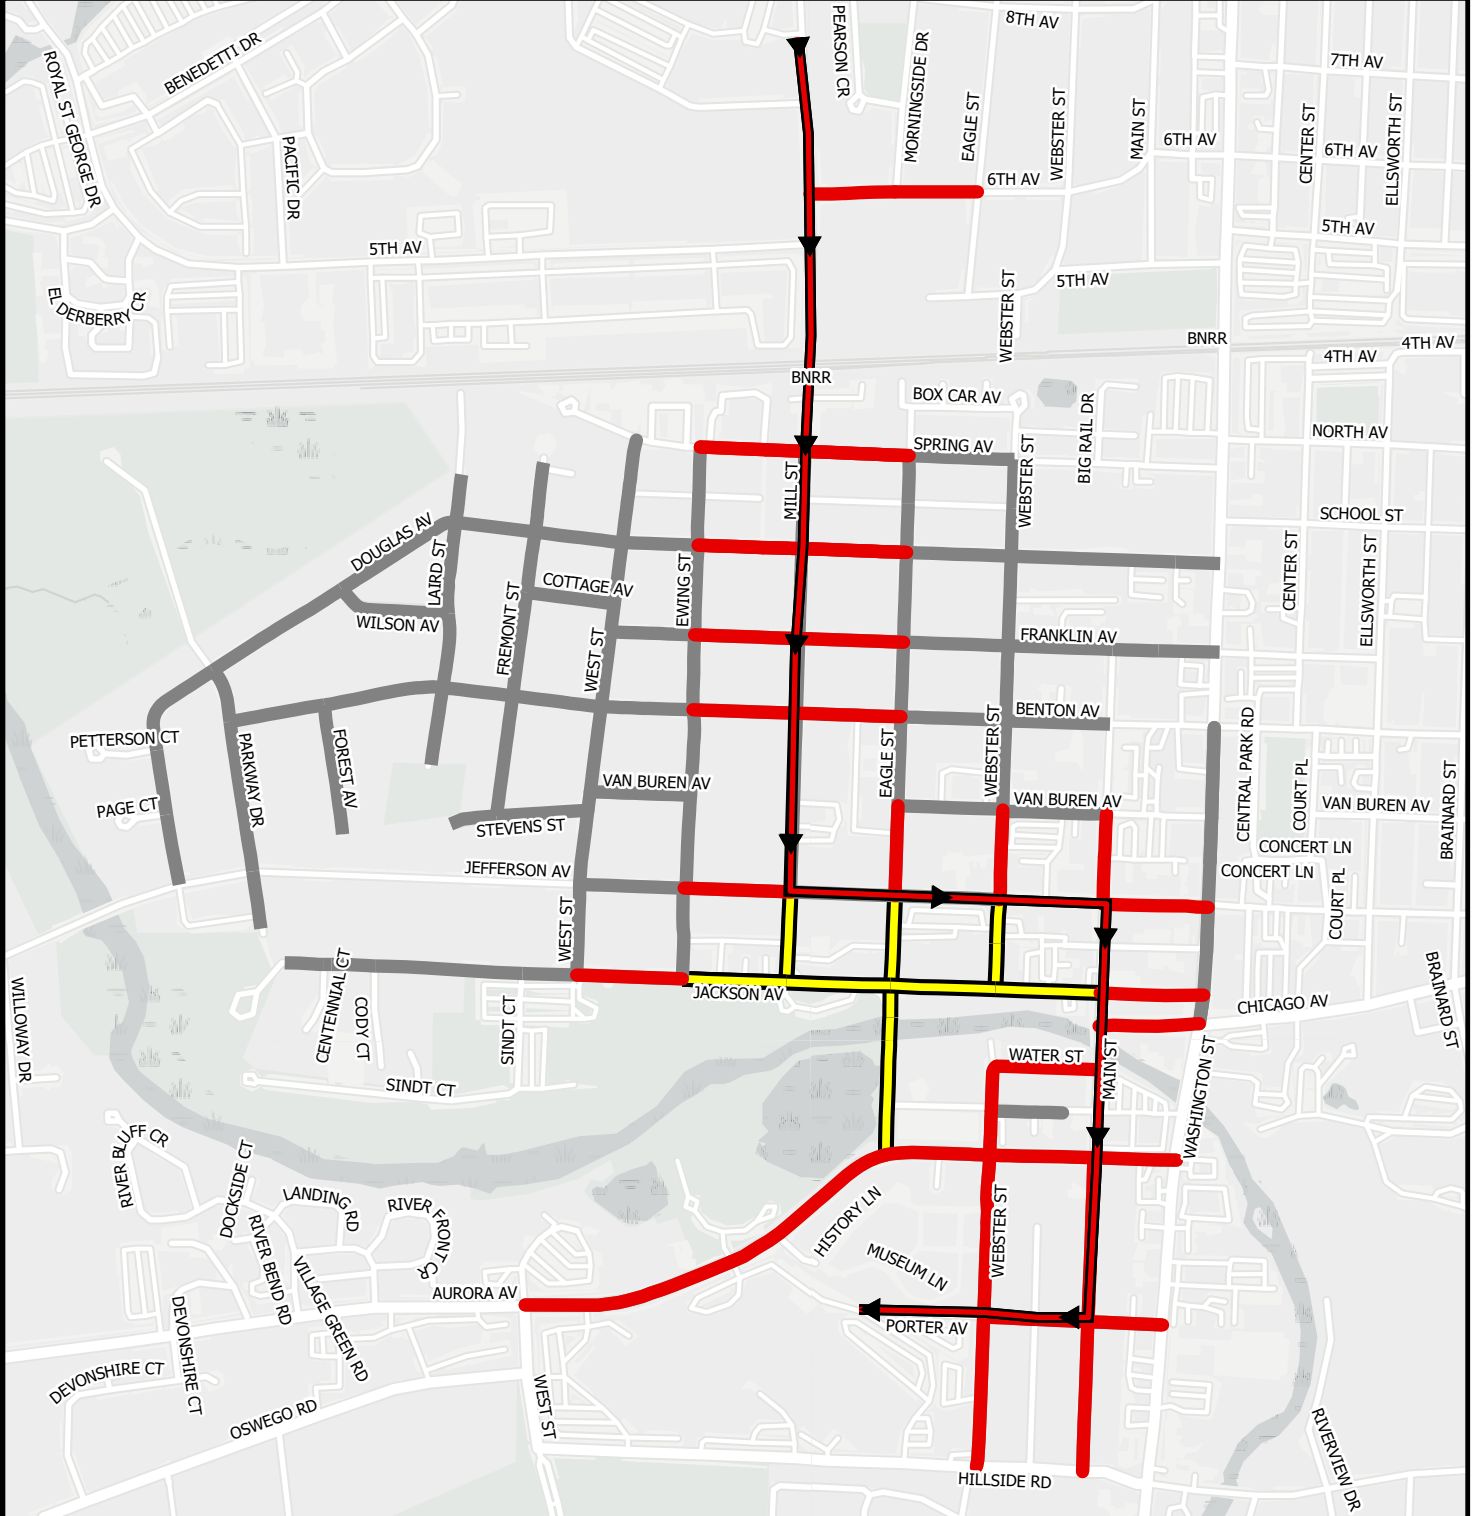 PEARSON CR
8TH AV
ROYAL ST GEORGE DR
BENEDETTI DR
MORNINGSIDE DR
7TH AV
EAGLE ST
WEBSTER ST
MAIN ST
CENTER ST
ELLSWORTH ST
PACIFIC DR
6TH AV
6TH AV
6TH AV
5TH AV
5TH AV
5TH AV
EL DERBERRY CR
WEBSTER ST
BNRR
4TH AV
4TH AV
BNRR
BOX CAR AV
BIG RAIL DR
NORTH AV
SPRING AV
MILL ST
WEBSTER ST
SCHOOL ST
DOUGLAS AV
LAIRD ST
COTTAGE AV
EWING ST
CENTER ST
ELLSWORTH ST
WILSON AV
FREMONT ST
WEST ST
FRANKLIN AV
BENTON AV
PETTERSON CT
PARKWAY DR
FOREST AV
EAGLE ST
WEBSTER ST
CENTRAL PARK RD
COURT PL
BRAINARD ST
VAN BUREN AV
VAN BUREN AV
VAN BUREN AV
PAGE CT
STEVENS ST
CONCERT LN
JEFFERSON AV
CONCERT LN
COURT PL
WEST ST
CENTENNIAL CT
CODY CT
SINDT CT
JACKSON AV
CHICAGO AV
BRAINARD ST
WILLOWAY DR
WATER ST
MAIN ST
WASHINGTON ST
SINDT CT
RIVER BLUFF CR
DOCKSIDE CT
LANDING RD
RIVER FRONT CR
HISTORY LN
WEBSTER ST
RIVER BEND RD
VILLAGE GREEN RD
MUSEUM LN
AURORA AV
DEVONSHIRE CT
PORTER AV
DEVONSHIRE CT
WEST ST
OSWEGO RD
RIVERVIEW DR
HILLSIDE RD